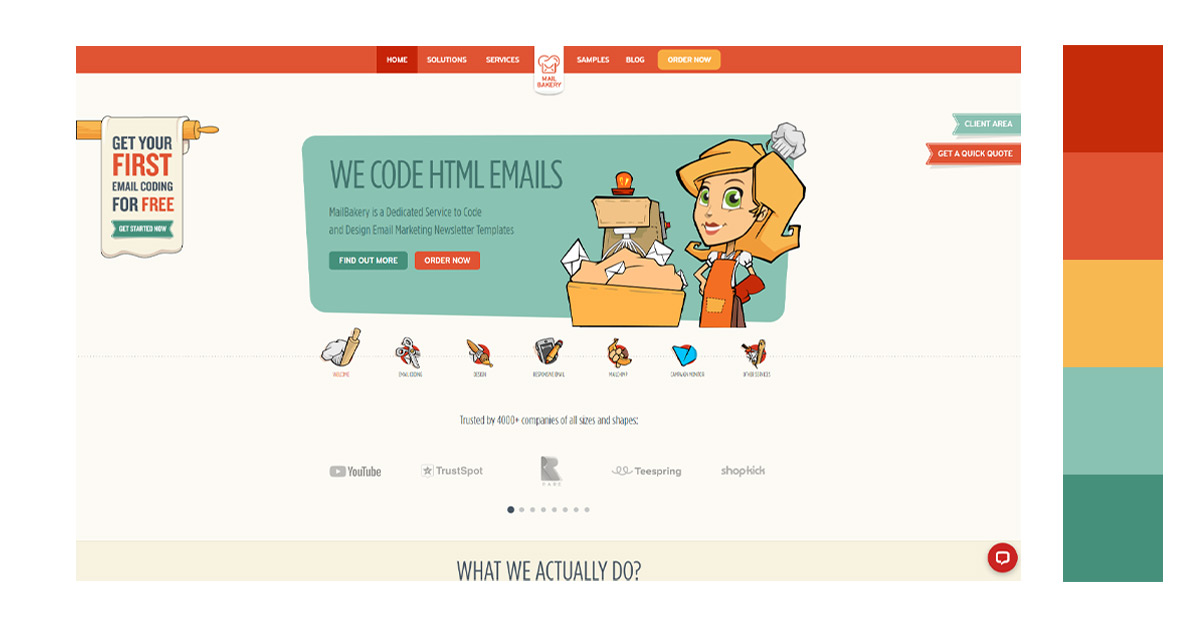 HOME SOLUTIONS SERVICES MAIL BAKERY SAMPLES BLOG ORDER NOW
GET YOUR
FIRST
EMAIL CODING
FOR FREE
GET STARTED NOW
CLIENT AREA
GET A QUICK QUOTE
WE CODE HTML EMAILS
MailBakery is a Dedicated Service to Code
and Design Email Marketing Newsletter Templates
FIND OUT MORE ORDER NOW
WELCOME EMAIL CODING DESIGN RESPONSIVE EMAIL MAILCHIMP CAMPAIGN MONITOR OTHER SERVICES
Trusted by 4000+ companies of all sizes and shapes:
YouTube TrustSpot RARE Teespring shopkick
WHAT WE ACTUALLY DO?